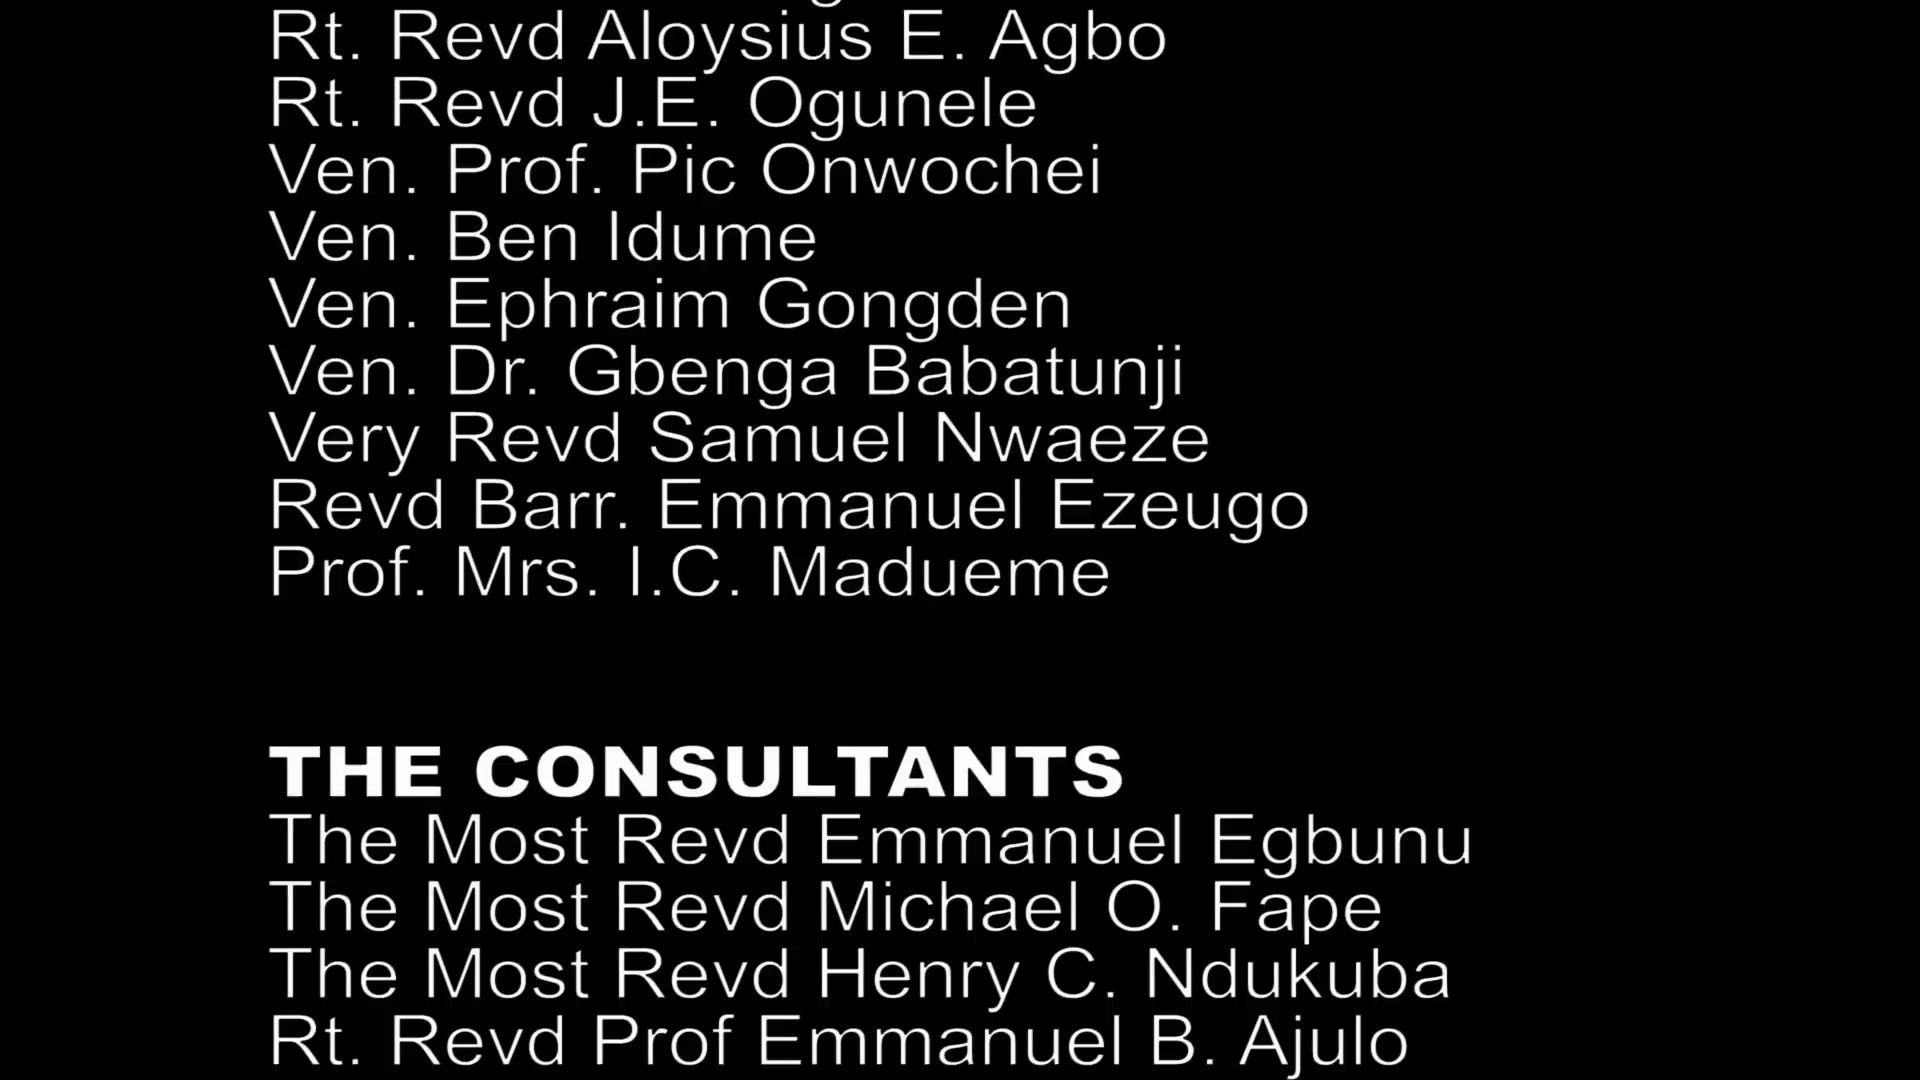 Rt. Revd Aloysius E. Agbo
Rt. Revd J.E. Ogunele
Ven. Prof. Pic Onwochei
Ven. Ben Idume
Ven. Ephraim Gongden
Ven. Dr. Gbenga Babatunji
Very Revd Samuel Nwaeze
Revd Barr. Emmanuel Ezeugo
Prof. Mrs. I.C. Madueme
THE CONSULTANTS
The Most Revd Emmanuel Egbunu
The Most Revd Michael O. Fape
The Most Revd Henry C. Ndukuba
Rt. Revd Prof Emmanuel B. Ajulo